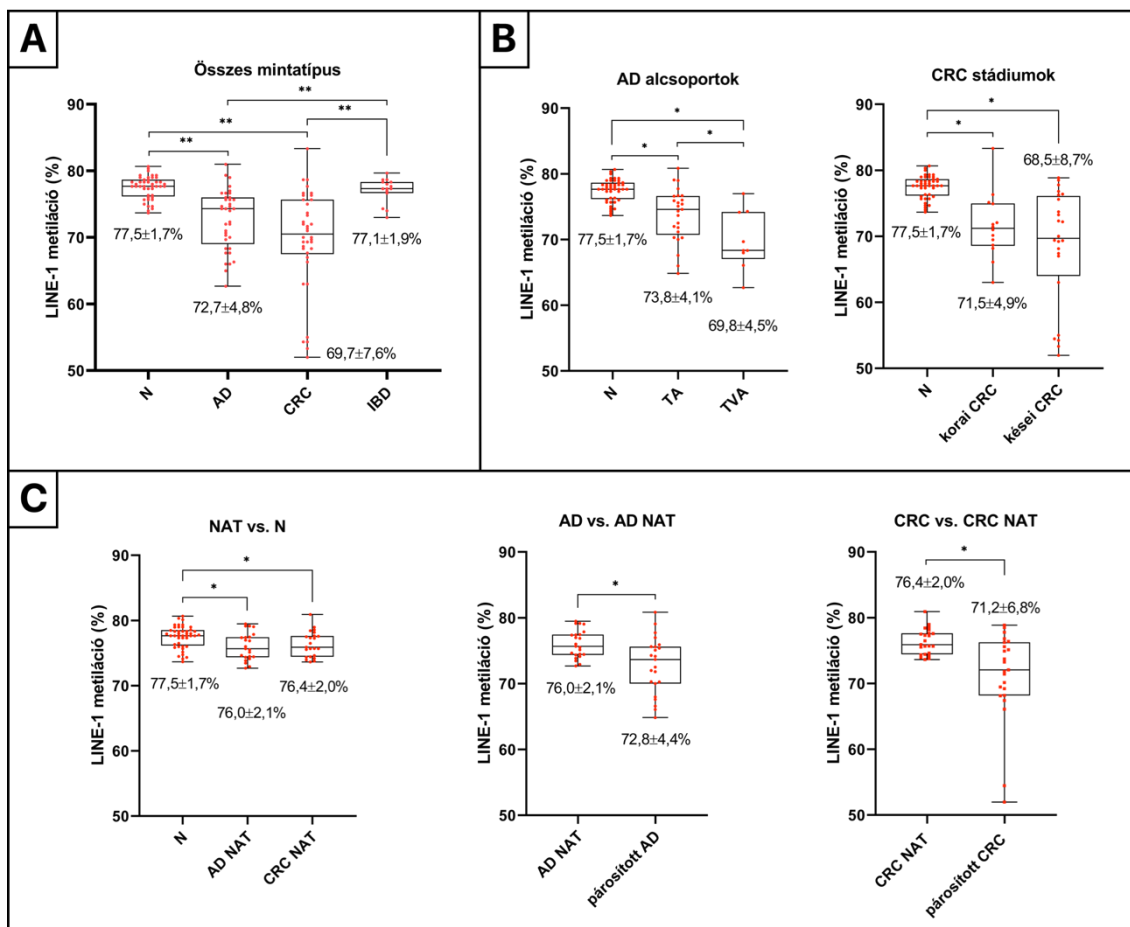 A
Összes mintatípus
LINE-1 metiláció (%)
90
80
70
60
50
** ** ** **
77,5±1,7%
72,7±4,8%
69,7±7,6%
77,1±1,9%
N AD CRC IBD
B
AD alcsoportok
LINE-1 metiláció (%)
90
80
70
60
50
* * *
77,5±1,7%
73,8±4,1%
69,8±4,5%
N TA TVA
CRC stádiumok
LINE-1 metiláció (%)
90
80
70
60
50
* *
77,5±1,7%
71,5±4,9%
68,5±8,7%
N korai CRC kései CRC
C
NAT vs. N
LINE-1 metiláció (%)
90
80
70
60
50
* *
77,5±1,7%
76,0±2,1%
76,4±2,0%
N AD NAT CRC NAT
AD vs. AD NAT
LINE-1 metiláció (%)
90
80
70
60
50
*
76,0±2,1%
72,8±4,4%
AD NAT párosított AD
CRC vs. CRC NAT
LINE-1 metiláció (%)
90
80
70
60
50
*
76,4±2,0%
71,2±6,8%
CRC NAT párosított CRC